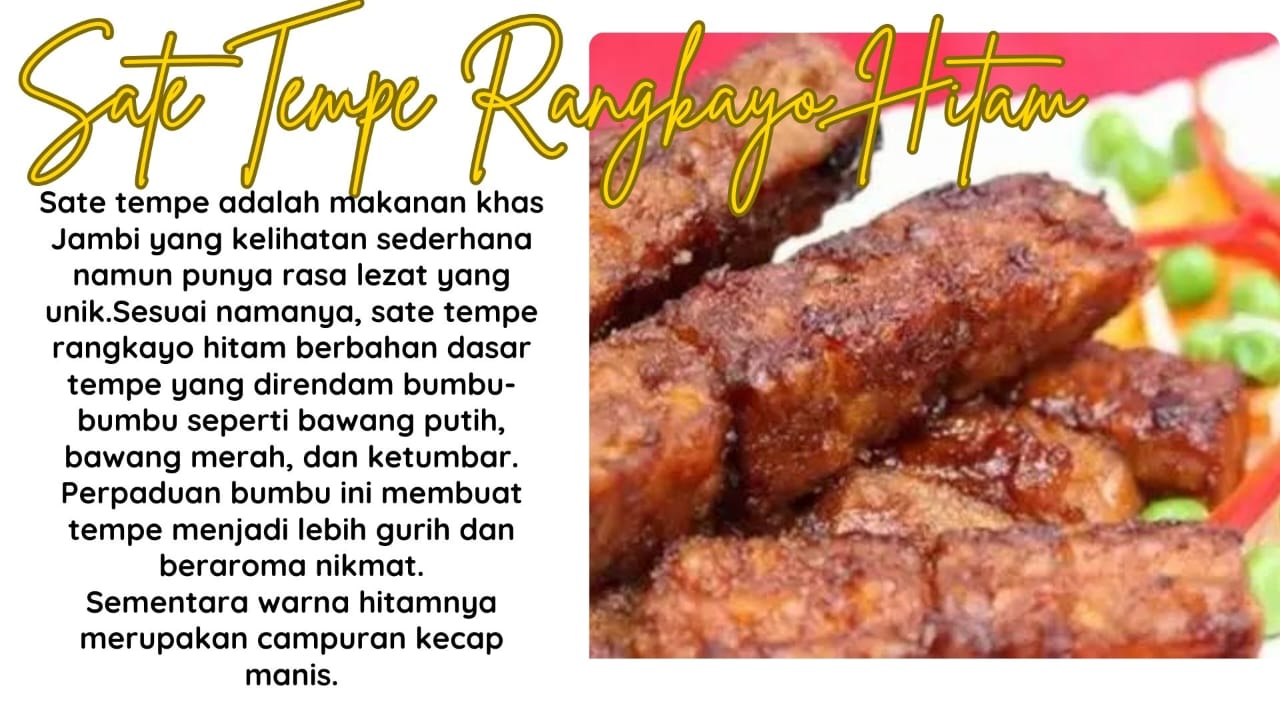 Sate Tempe Rangkayo Hitam
Sate tempe adalah makanan khas
Jambi yang kelihatan sederhana
namun punya rasa lezat yang
unik.Sesuai namanya, sate tempe
rangkayo hitam berbahan dasar
tempe yang direndam bumbu-
bumbu seperti bawang putih,
bawang merah, dan ketumbar.
Perpaduan bumbu ini membuat
tempe menjadi lebih gurih dan
beraroma nikmat.
Sementara warna hitamnya
merupakan campuran kecap
manis.